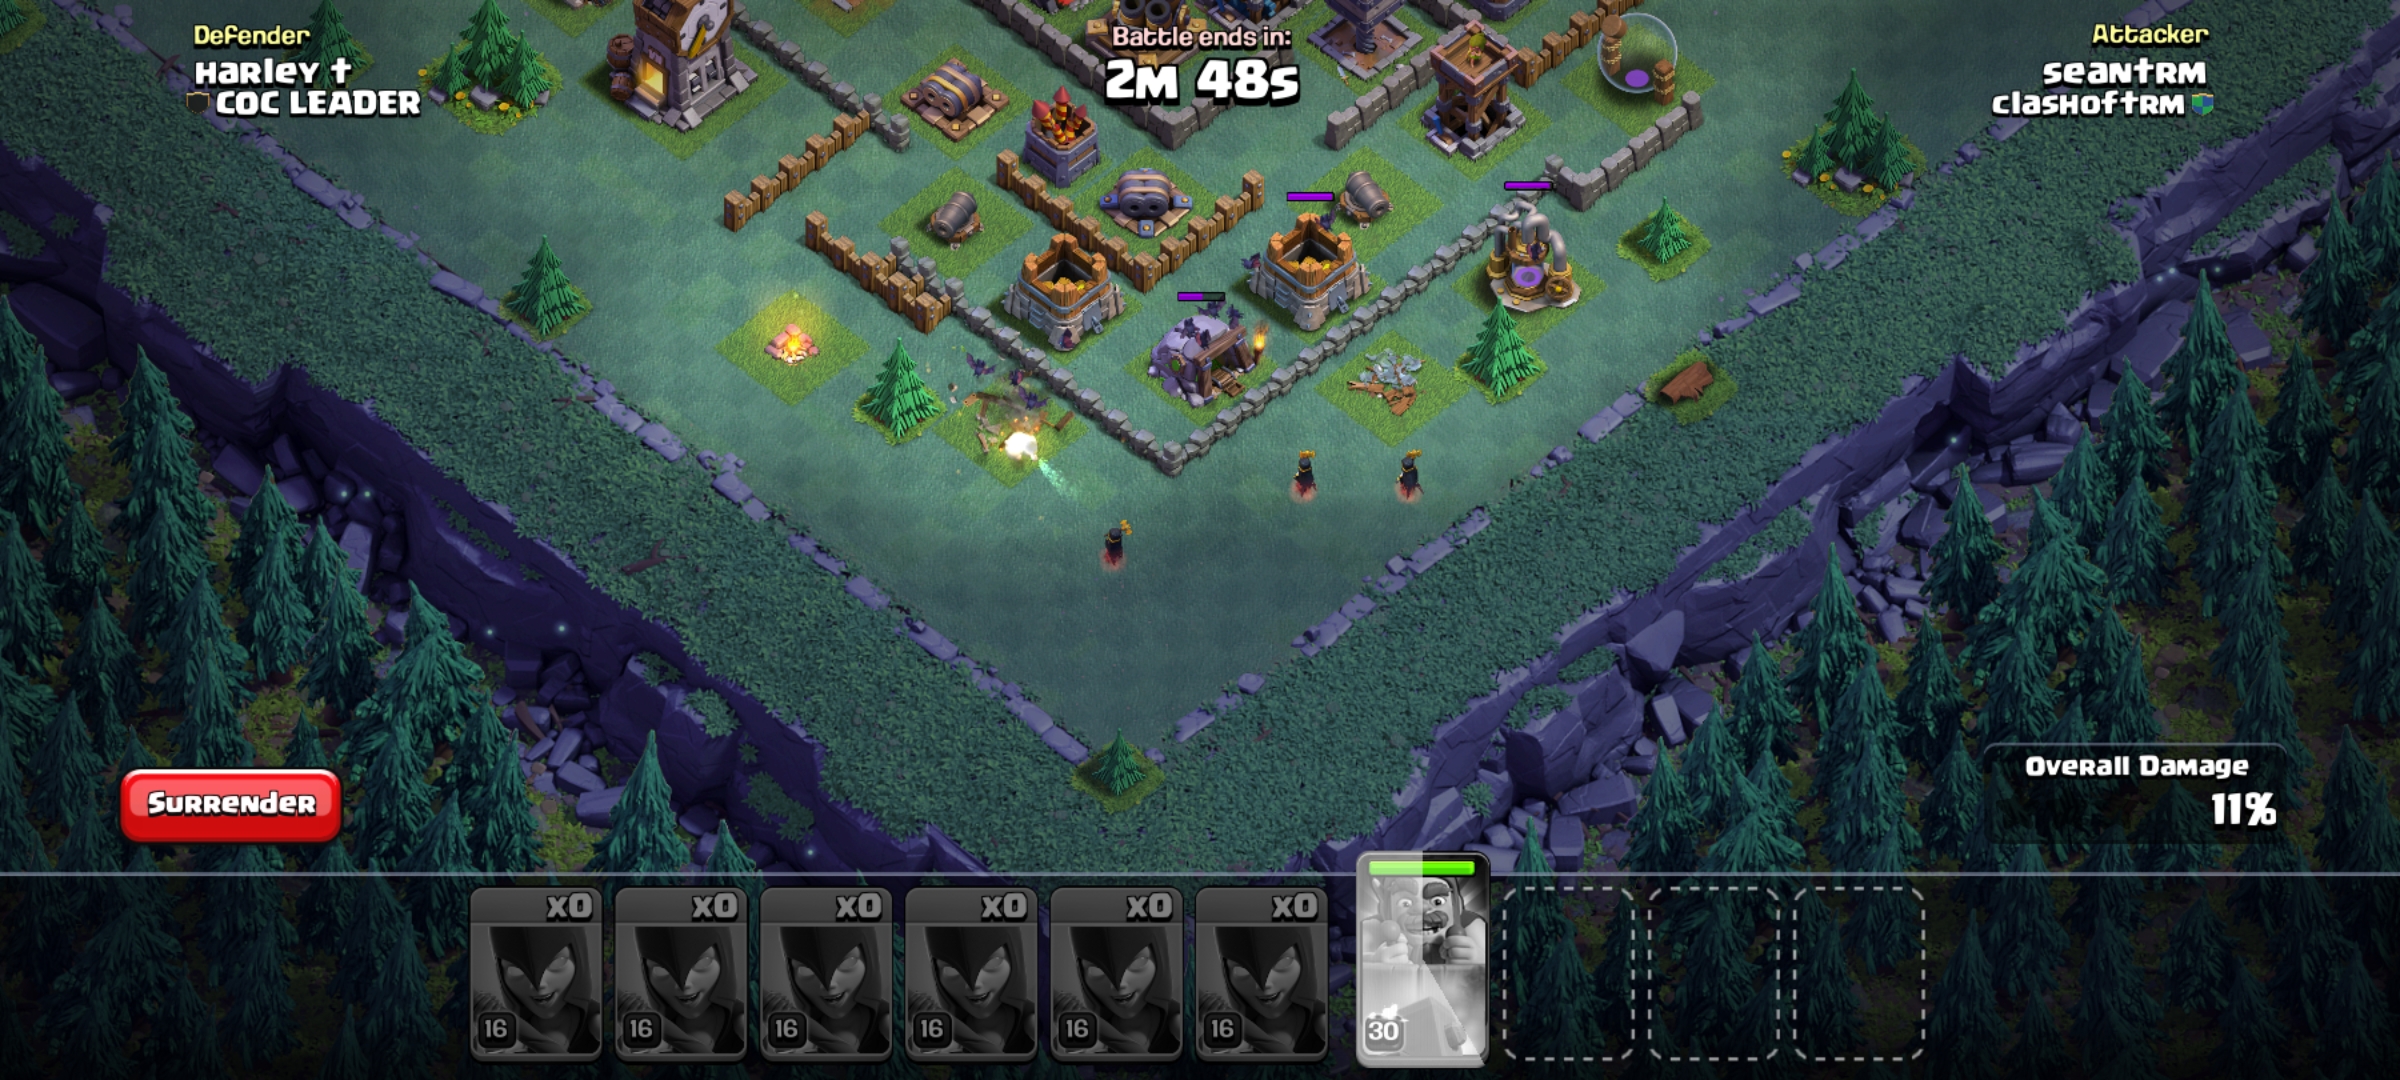 Defender
Harley †
COC LEADER
Battle ends in:
2M 48s
Attacker
seantRM
clashoftRM
Surrender
Overall Damage
11%
x0
x0
x0
x0
x0
x0
16
16
16
16
16
16
30